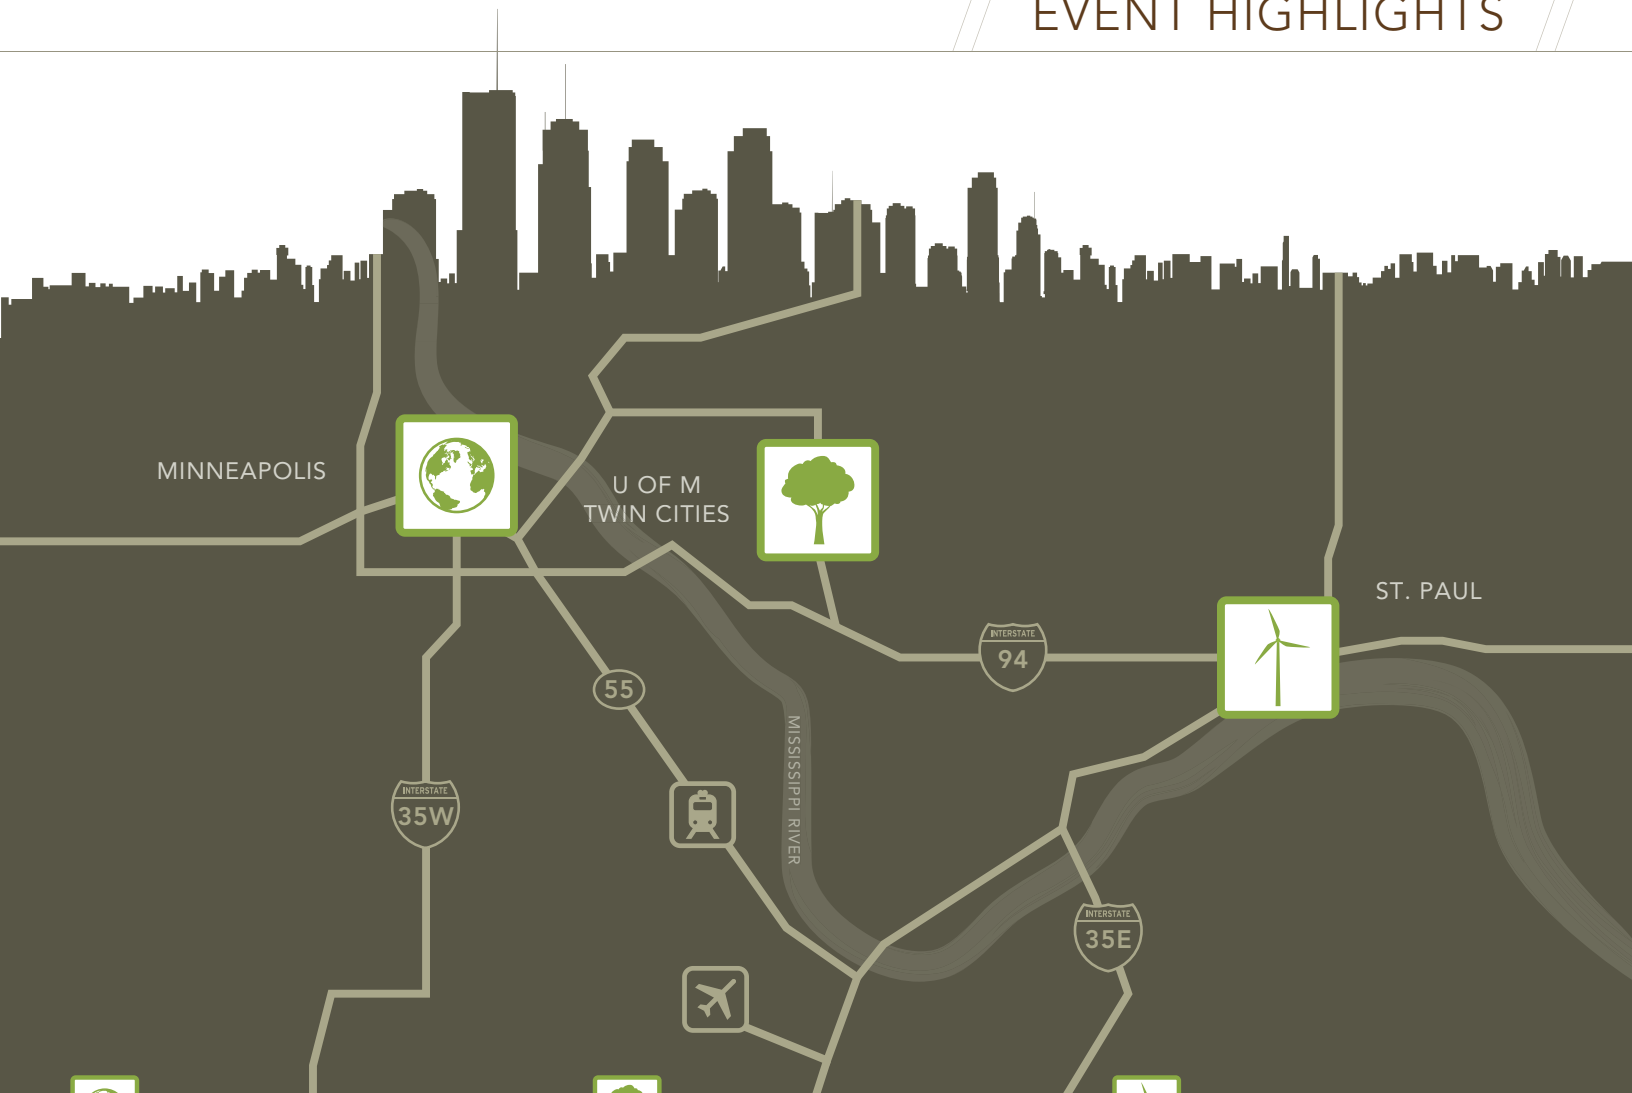 EVENT HIGHLIGHTS
MINNEAPOLIS
U OF M
TWIN CITIES
ST. PAUL
INTERSTATE
94
55
MISSISSIPPI RIVER
INTERSTATE
35W
INTERSTATE
35E